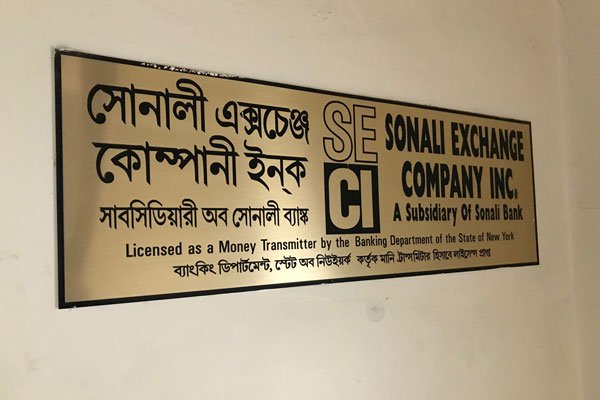 সোনালী এক্সচেঞ্জ
কোম্পানী ইন্‌ক
সাবসিডিয়ারী অব সোনালী ব্যাঙ্ক
SE
CI
SONALI EXCHANGE
COMPANY INC.
A Subsidiary Of Sonali Bank
Licensed as a Money Transmitter by the Banking Department of the State of New York
ব্যাংকিং ডিপার্টমেন্ট, স্টেট অব নিউইয়র্ক কর্তৃক মানি ট্রান্সমিটার হিসাবে লাইসেন্স প্রাপ্ত